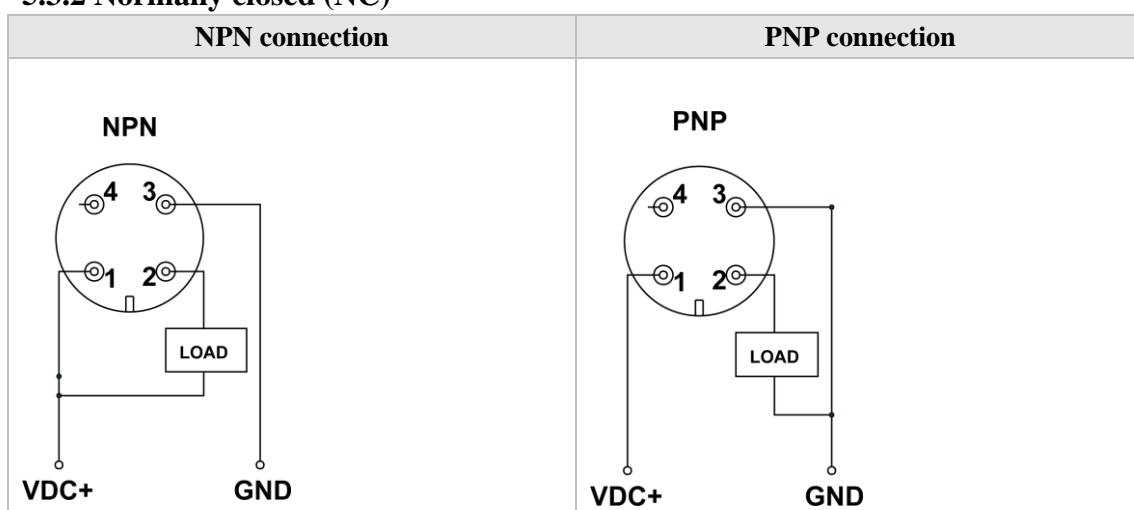 5.3.2 Normally closed (NC)
NPN connection
PNP connection
NPN
4 3
1 2
LOAD
VDC+ GND
PNP
4 3
1 2
LOAD
VDC+ GND